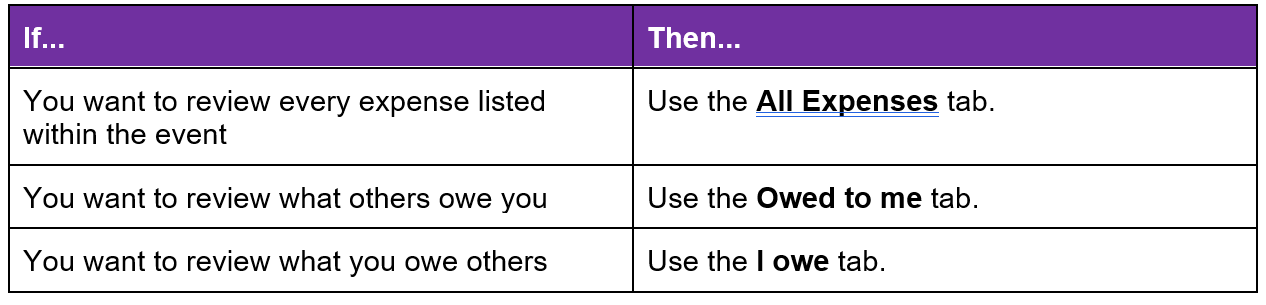 If...
Then...
You want to review every expense listed
within the event
Use the All Expenses tab.
You want to review what others owe you
Use the Owed to me tab.
You want to review what you owe others
Use the I owe tab.